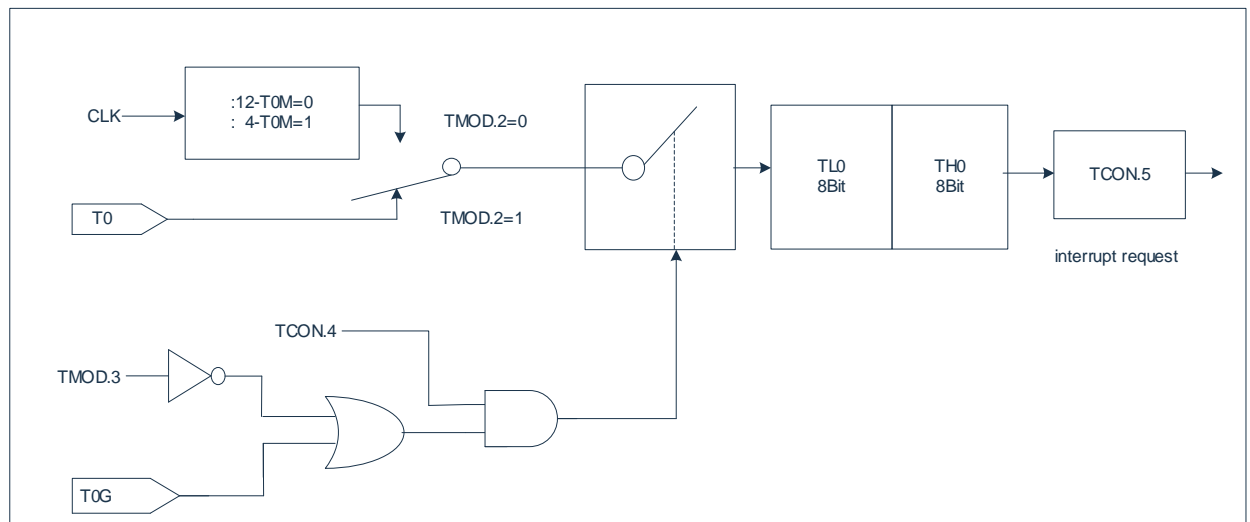 CLK
:12-T0M=0
: 4-T0M=1
TMOD.2=0
T0
TMOD.2=1
TL0
8Bit
TH0
8Bit
TCON.5
interrupt request
TCON.4
TMOD.3
T0G